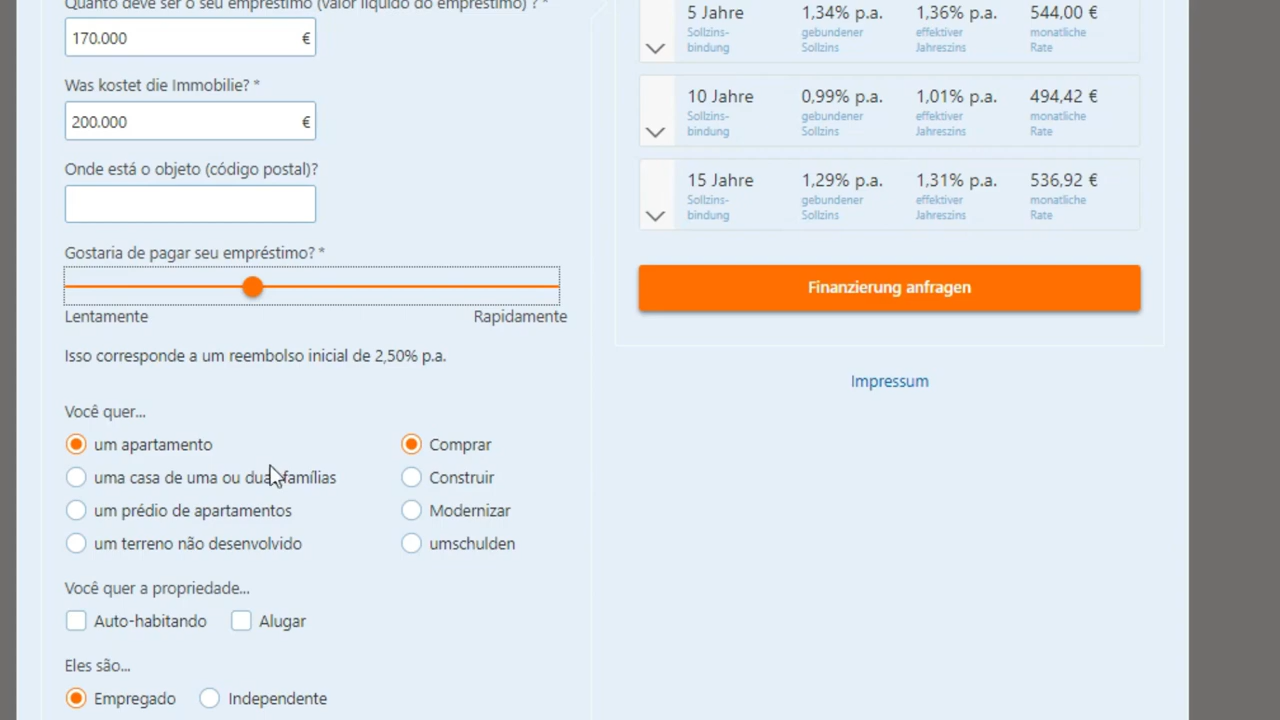 Quanto deve ser o seu empréstimo (valor líquido do empréstimo) ? *
170.000 €
Was kostet die Immobilie? *
200.000 €
Onde está o objeto (código postal)?
Gostaria de pagar seu empréstimo? *
Lentamente Rapidamente
Isso corresponde a um reembolso inicial de 2,50% p.a.
Você quer...
um apartamento Comprar
uma casa de uma ou duas famílias Construir
um prédio de apartamentos Modernizar
um terreno não desenvolvido umschulden
Você quer a propriedade...
Auto-habitando Alugar
Eles são...
Empregado Independente
5 Jahre 1,34% p.a. 1,36% p.a. 544,00 €
Sollzins- gebundener effektiver monatliche
bindung Sollzins Jahreszins Rate
10 Jahre 0,99% p.a. 1,01% p.a. 494,42 €
Sollzins- gebundener effektiver monatliche
bindung Sollzins Jahreszins Rate
15 Jahre 1,29% p.a. 1,31% p.a. 536,92 €
Sollzins- gebundener effektiver monatliche
bindung Sollzins Jahreszins Rate
Finanzierung anfragen
Impressum